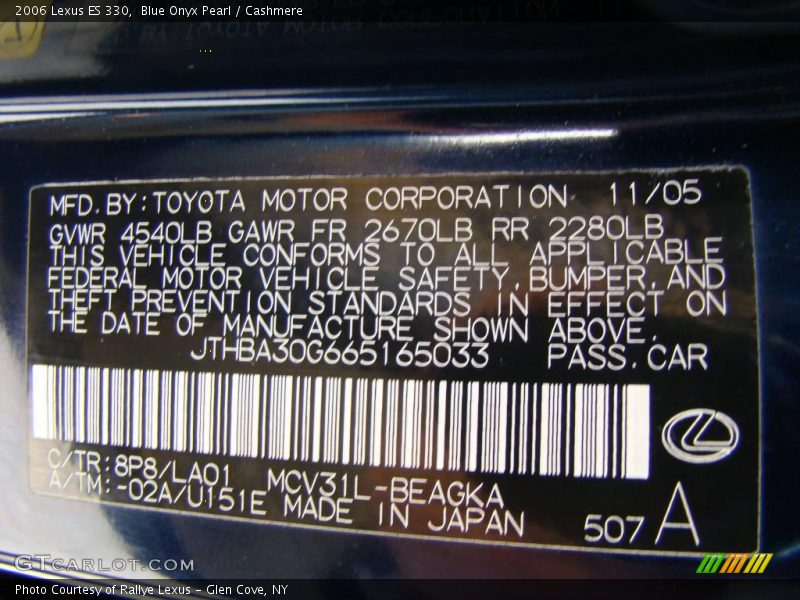 2006 Lexus ES 330, Blue Onyx Pearl / Cashmere
MFD. BY: TOYOTA MOTOR CORPORATION 11/05
GVWR 4540LB GAWR FR 2670LB RR 2280LB
THIS VEHICLE CONFORMS TO ALL APPLICABLE
FEDERAL MOTOR VEHICLE SAFETY, BUMPER, AND
THEFT PREVENTION STANDARDS IN EFFECT ON
THE DATE OF MANUFACTURE SHOWN ABOVE.
JTHBA30G665165033 PASS. CAR
C/TR: 8P8/LA01 MCV31L-BEAGKA
A/TM: -02A/U151E MADE IN JAPAN
507 A
GTCARLOT.COM
Photo Courtesy of Rallye Lexus - Glen Cove, NY